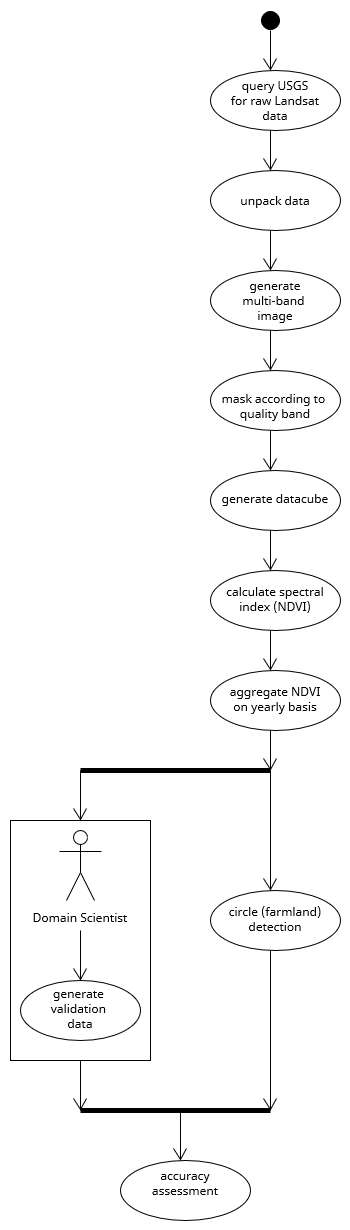 query USGS
for raw Landsat
data
unpack data
generate
multi-band
image
mask according to
quality band
generate datacube
calculate spectral
index (NDVI)
aggregate NDVI
on yearly basis
Domain Scientist
generate
validation
data
circle (farmland)
detection
accuracy
assessment